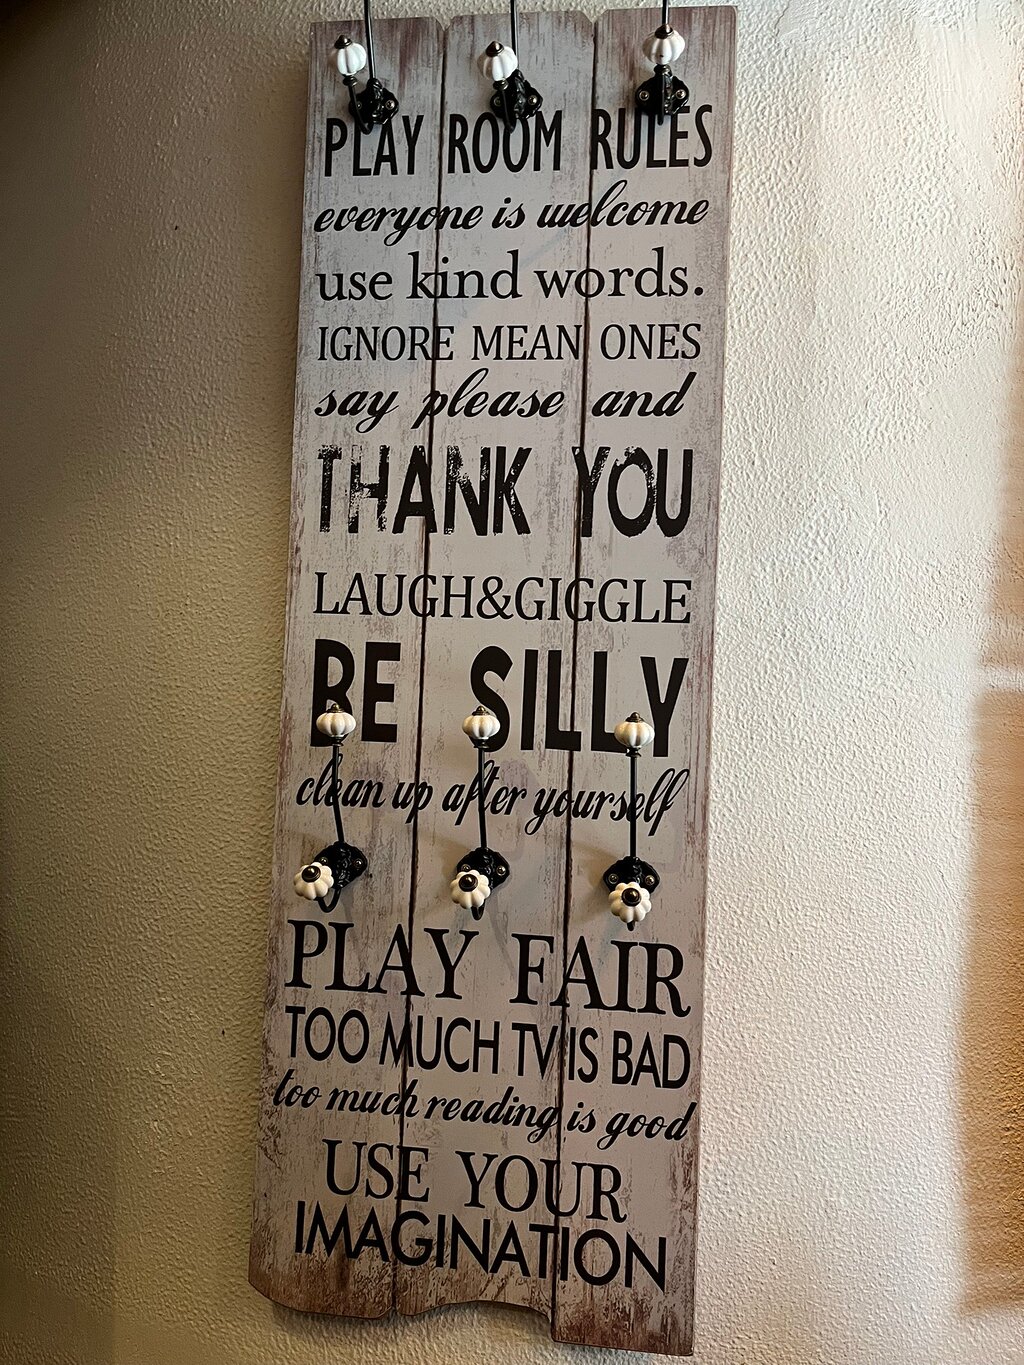 PLAY ROOM RULES
everyone is welcome
use kind words.
IGNORE MEAN ONES
say please and
THANK YOU
LAUGH&GIGGLE
BE SILLY
clean up after yourself
PLAY FAIR
TOO MUCH TV IS BAD
too much reading is good
USE YOUR
IMAGINATION